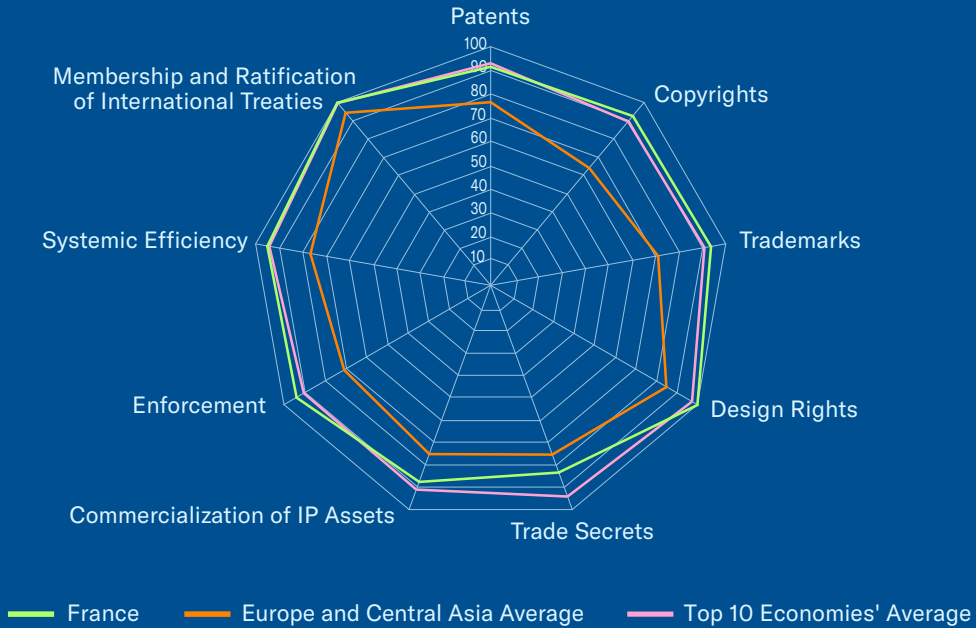 Patents
100
90
80
70
60
50
40
30
20
10
Membership and Ratification
of International Treaties
Copyrights
Systemic Efficiency
Trademarks
Enforcement
Design Rights
Commercialization of IP Assets
Trade Secrets
France
Europe and Central Asia Average
Top 10 Economies' Average